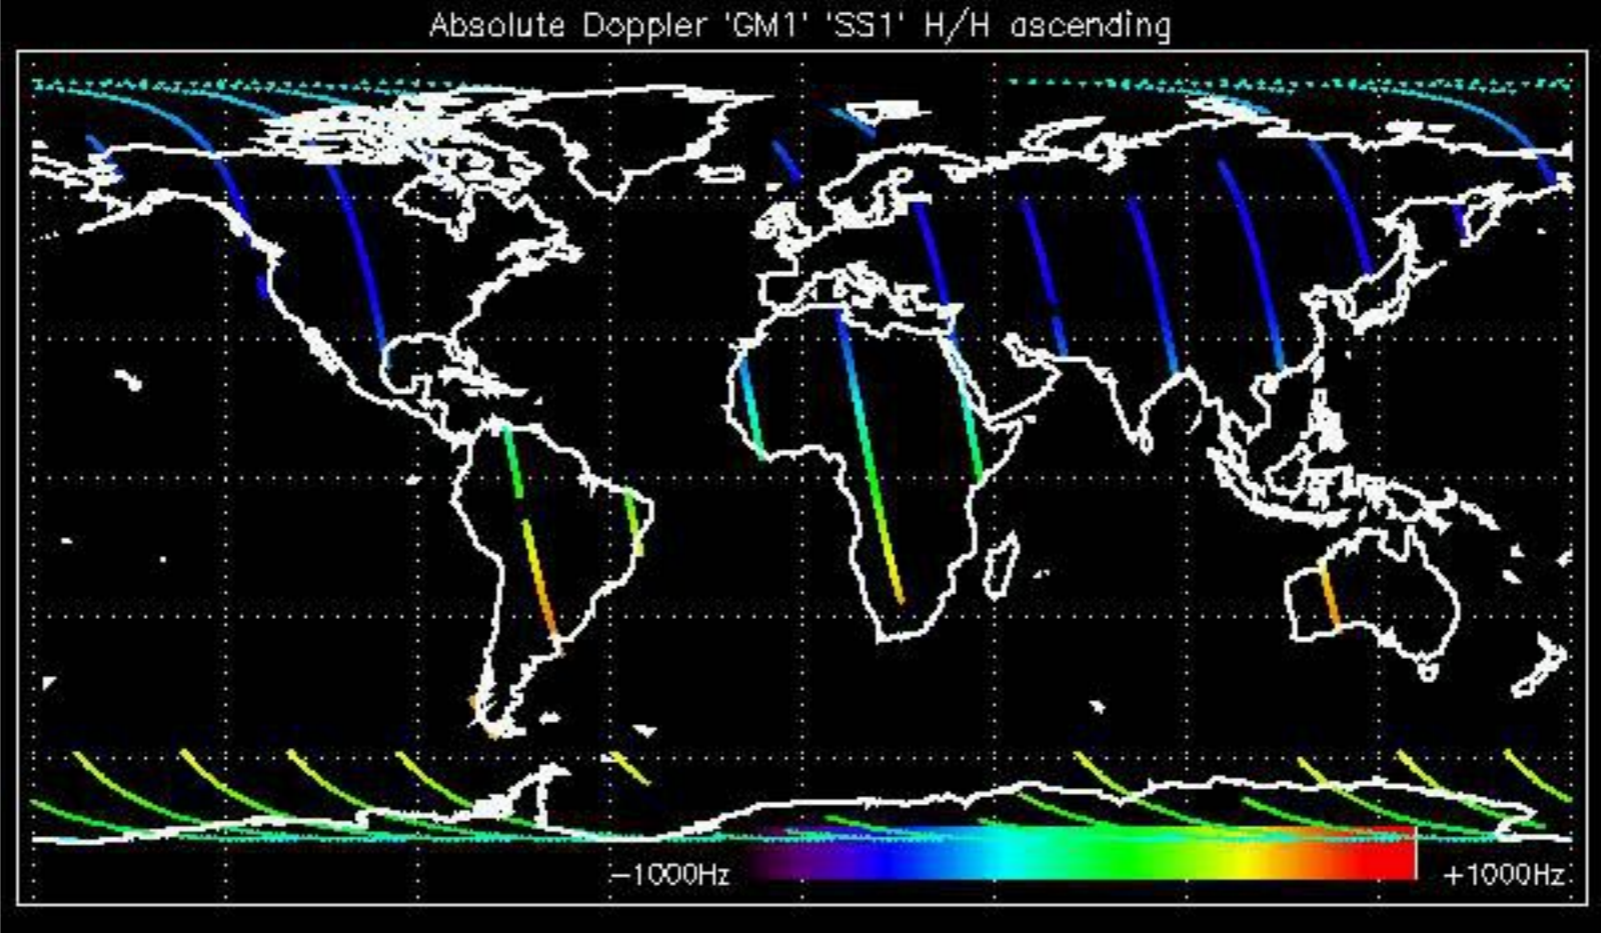 Absolute Doppler 'GM1' 'SS1' H/H ascending
-1000Hz +1000Hz